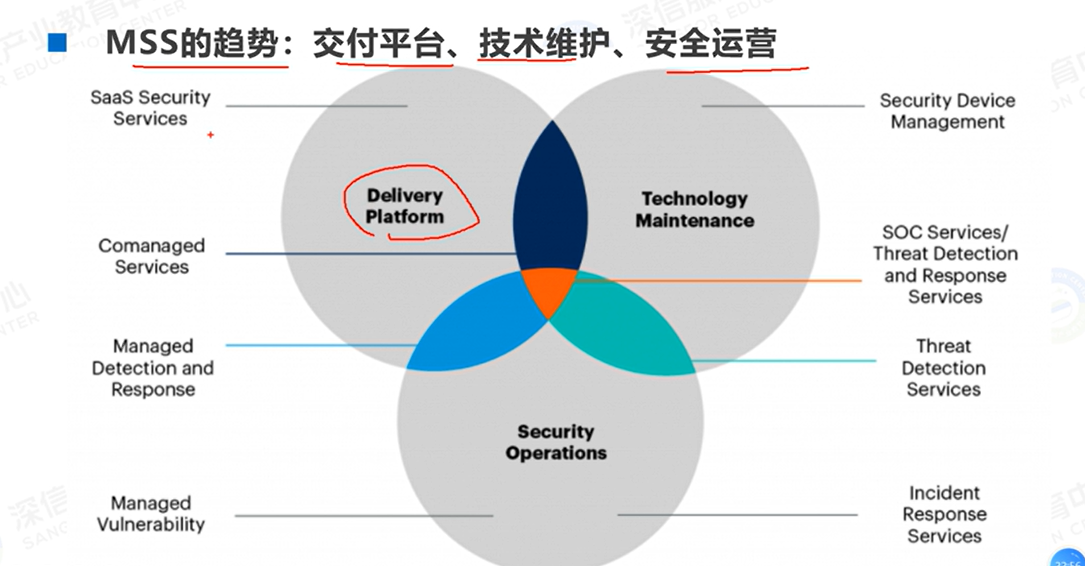 MSS的趋势：交付平台、技术维护、安全运营
SaaS Security
Services
Security Device
Management
Delivery
Platform
Technology
Maintenance
Comanaged
Services
SOC Services/
Threat Detection
and Response
Services
Managed
Detection and
Response
Threat
Detection
Services
Security
Operations
Managed
Vulnerability
Incident
Response
Services